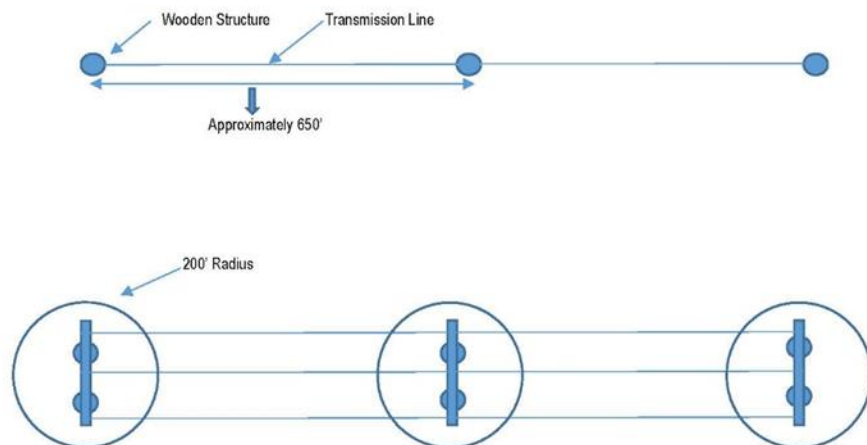 Wooden Structure
Transmission Line
Approximately 650'
200' Radius